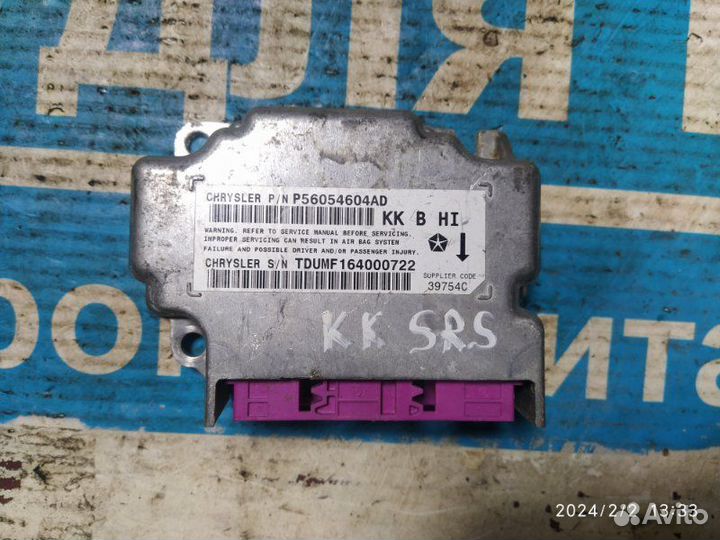 ДЛЯ
CHRYSLER P/N P56054604AD
KK B HI
WARNING. REFER TO SERVICE MANUAL BEFORE SERVICING.
IMPROPER SERVICING CAN RESULT IN AIR BAG SYSTEM
FAILURE AND POSSIBLE DRIVER AND/OR PASSENGER INJURY.
CHRYSLER S/N TDUMF164000722
SUPPLIER CODE
39754C
KK SRS
2024/2/2 13:33
Avito